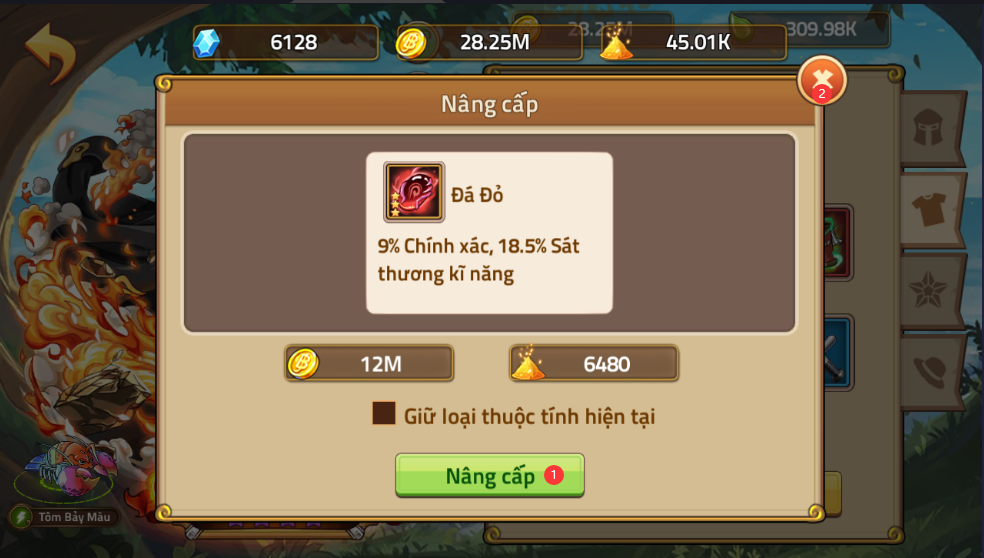 28.25M
309.98K
6128
28.25M
45.01K
2
Nâng cấp
Đá Đỏ
9% Chính xác, 18.5% Sát
thương kĩ năng
12M
6480
Giữ loại thuộc tính hiện tại
Nâng cấp 1
Tôm Bảy Màu